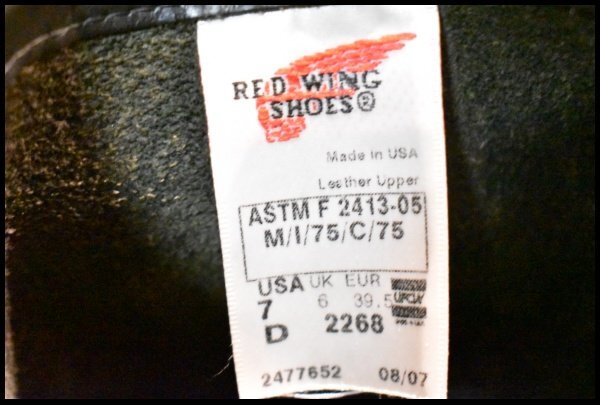 RED WING
SHOES®
Made in USA
Leather Upper
ASTM F 2413-05
M/I/75/C/75
USA UK EUR
7 6 39.5
D 2268
UFCW
2477652 08/07